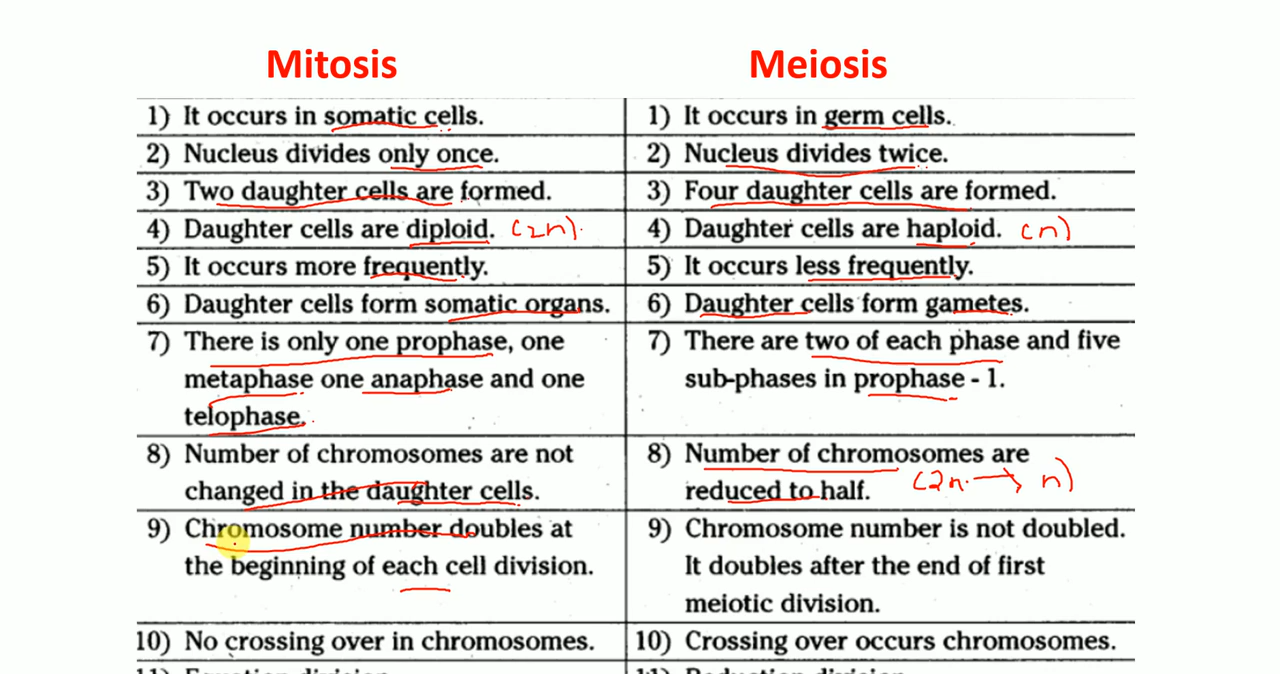 Mitosis
Meiosis
1) It occurs in somatic cells.
2) Nucleus divides only once.
3) Two daughter cells are formed.
4) Daughter cells are diploid. (2n).
5) It occurs more frequently.
6) Daughter cells form somatic organs.
7) There is only one prophase, one
metaphase one anaphase and one
telophase.
8) Number of chromosomes are not
changed in the daughter cells.
9) Chromosome number doubles at
the beginning of each cell division.
10) No crossing over in chromosomes.
11) Equation division
1) It occurs in germ cells.
2) Nucleus divides twice.
3) Four daughter cells are formed.
4) Daughter cells are haploid. (n)
5) It occurs less frequently.
6) Daughter cells form gametes.
7) There are two of each phase and five
sub-phases in prophase - 1.
8) Number of chromosomes are
reduced to half. (2n. → n)
9) Chromosome number is not doubled.
It doubles after the end of first
meiotic division.
10) Crossing over occurs chromosomes.
11) Reduction division